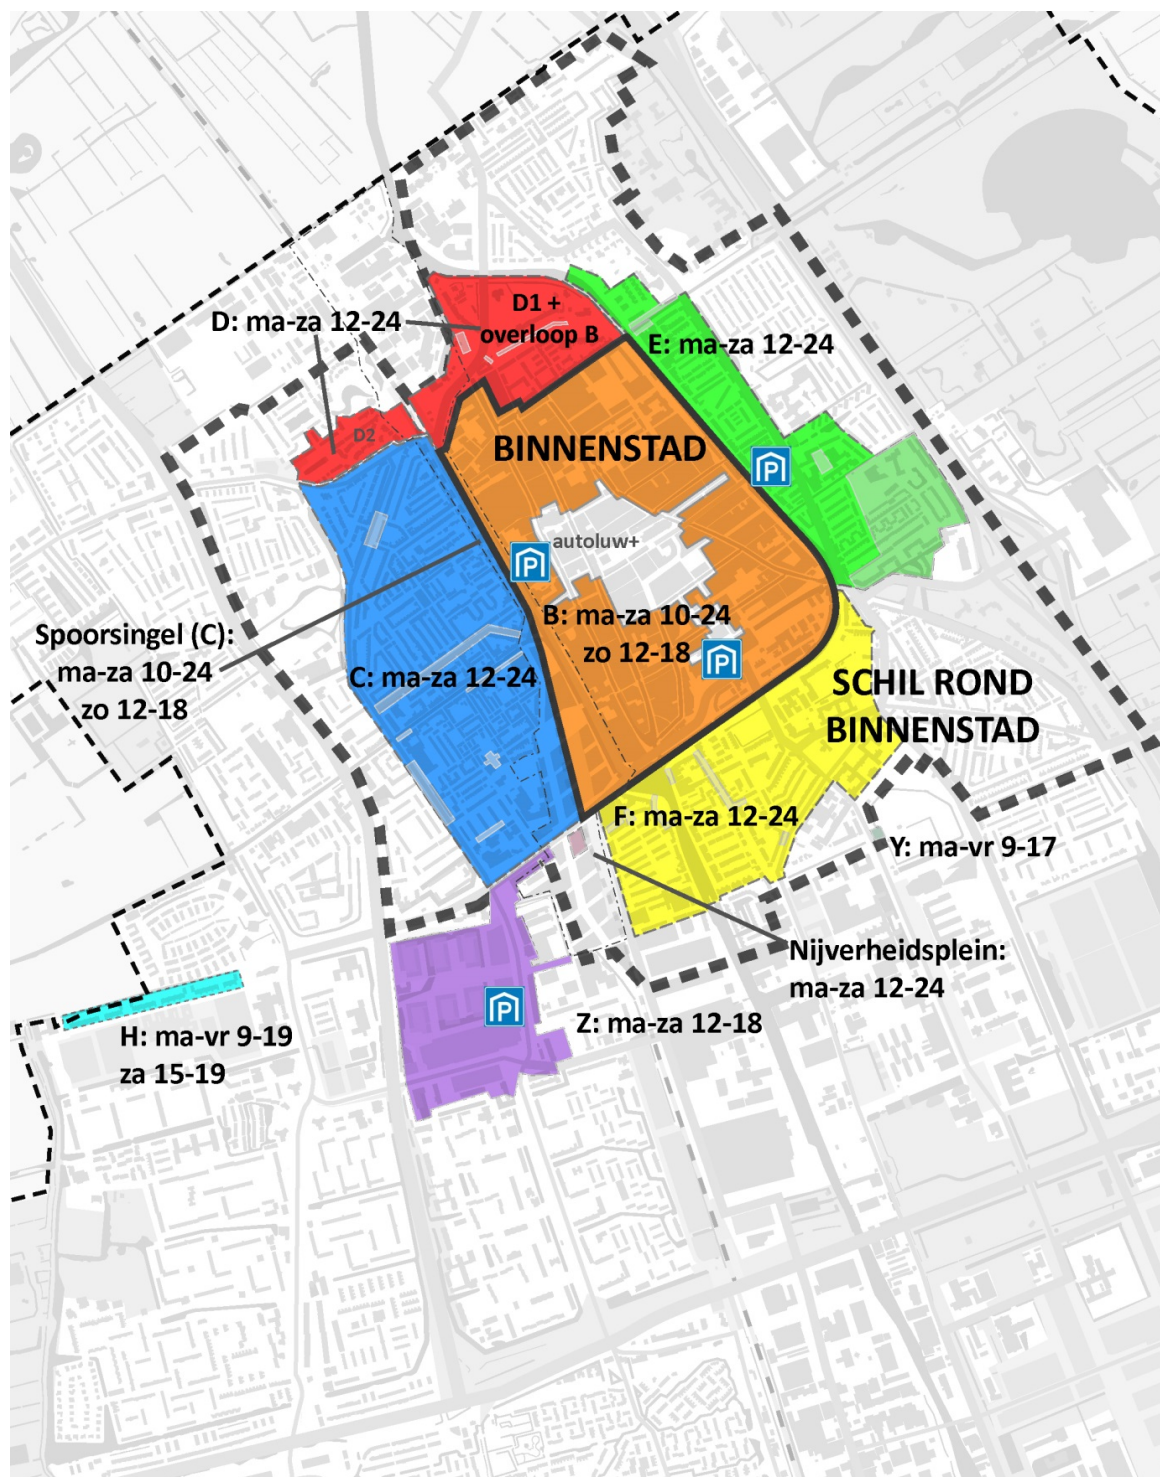 D1 +
overloop B
D: ma-za 12-24
E: ma-za 12-24
D2
BINNENSTAD
P
autoluw+
P
B: ma-za 10-24
zo 12-18
P
Spoorsingel (C):
ma-za 10-24
zo 12-18
C: ma-za 12-24
SCHIL ROND
BINNENSTAD
F: ma-za 12-24
Y: ma-vr 9-17
Nijverheidsplein:
ma-za 12-24
P
Z: ma-za 12-18
H: ma-vr 9-19
za 15-19